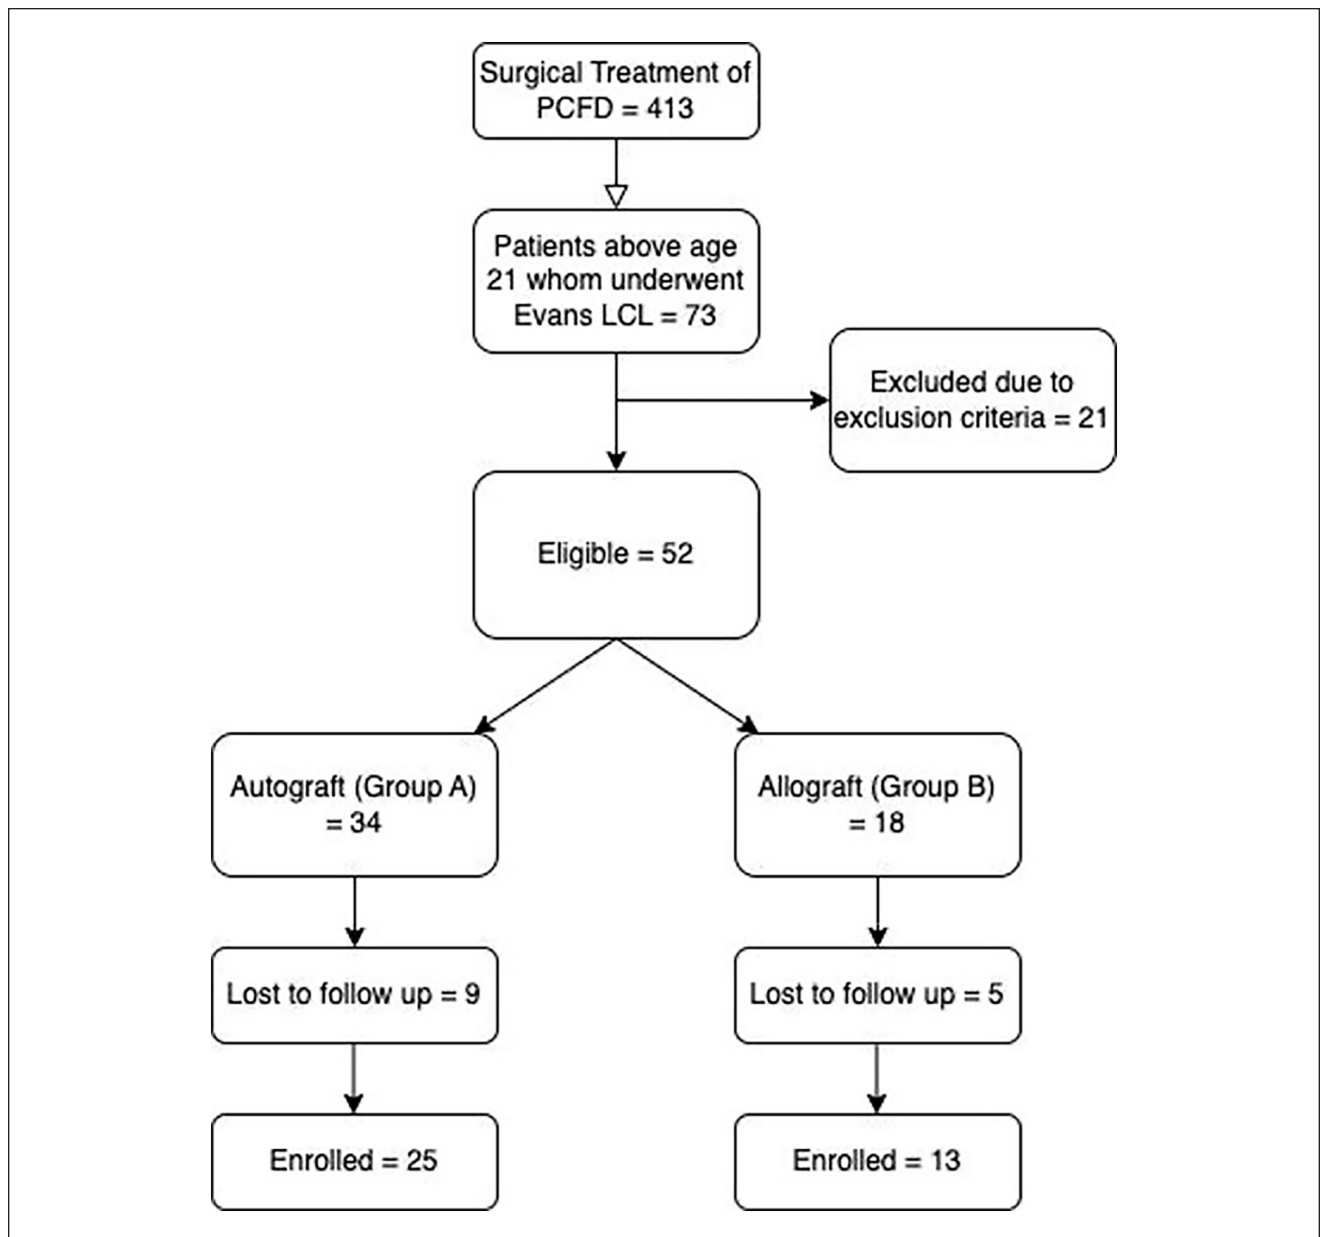 Surgical Treatment of
PCFD = 413
Patients above age
21 whom underwent
Evans LCL = 73
Excluded due to
exclusion criteria = 21
Eligible = 52
Autograft (Group A)
= 34
Allograft (Group B)
= 18
Lost to follow up = 9
Lost to follow up = 5
Enrolled = 25
Enrolled = 13